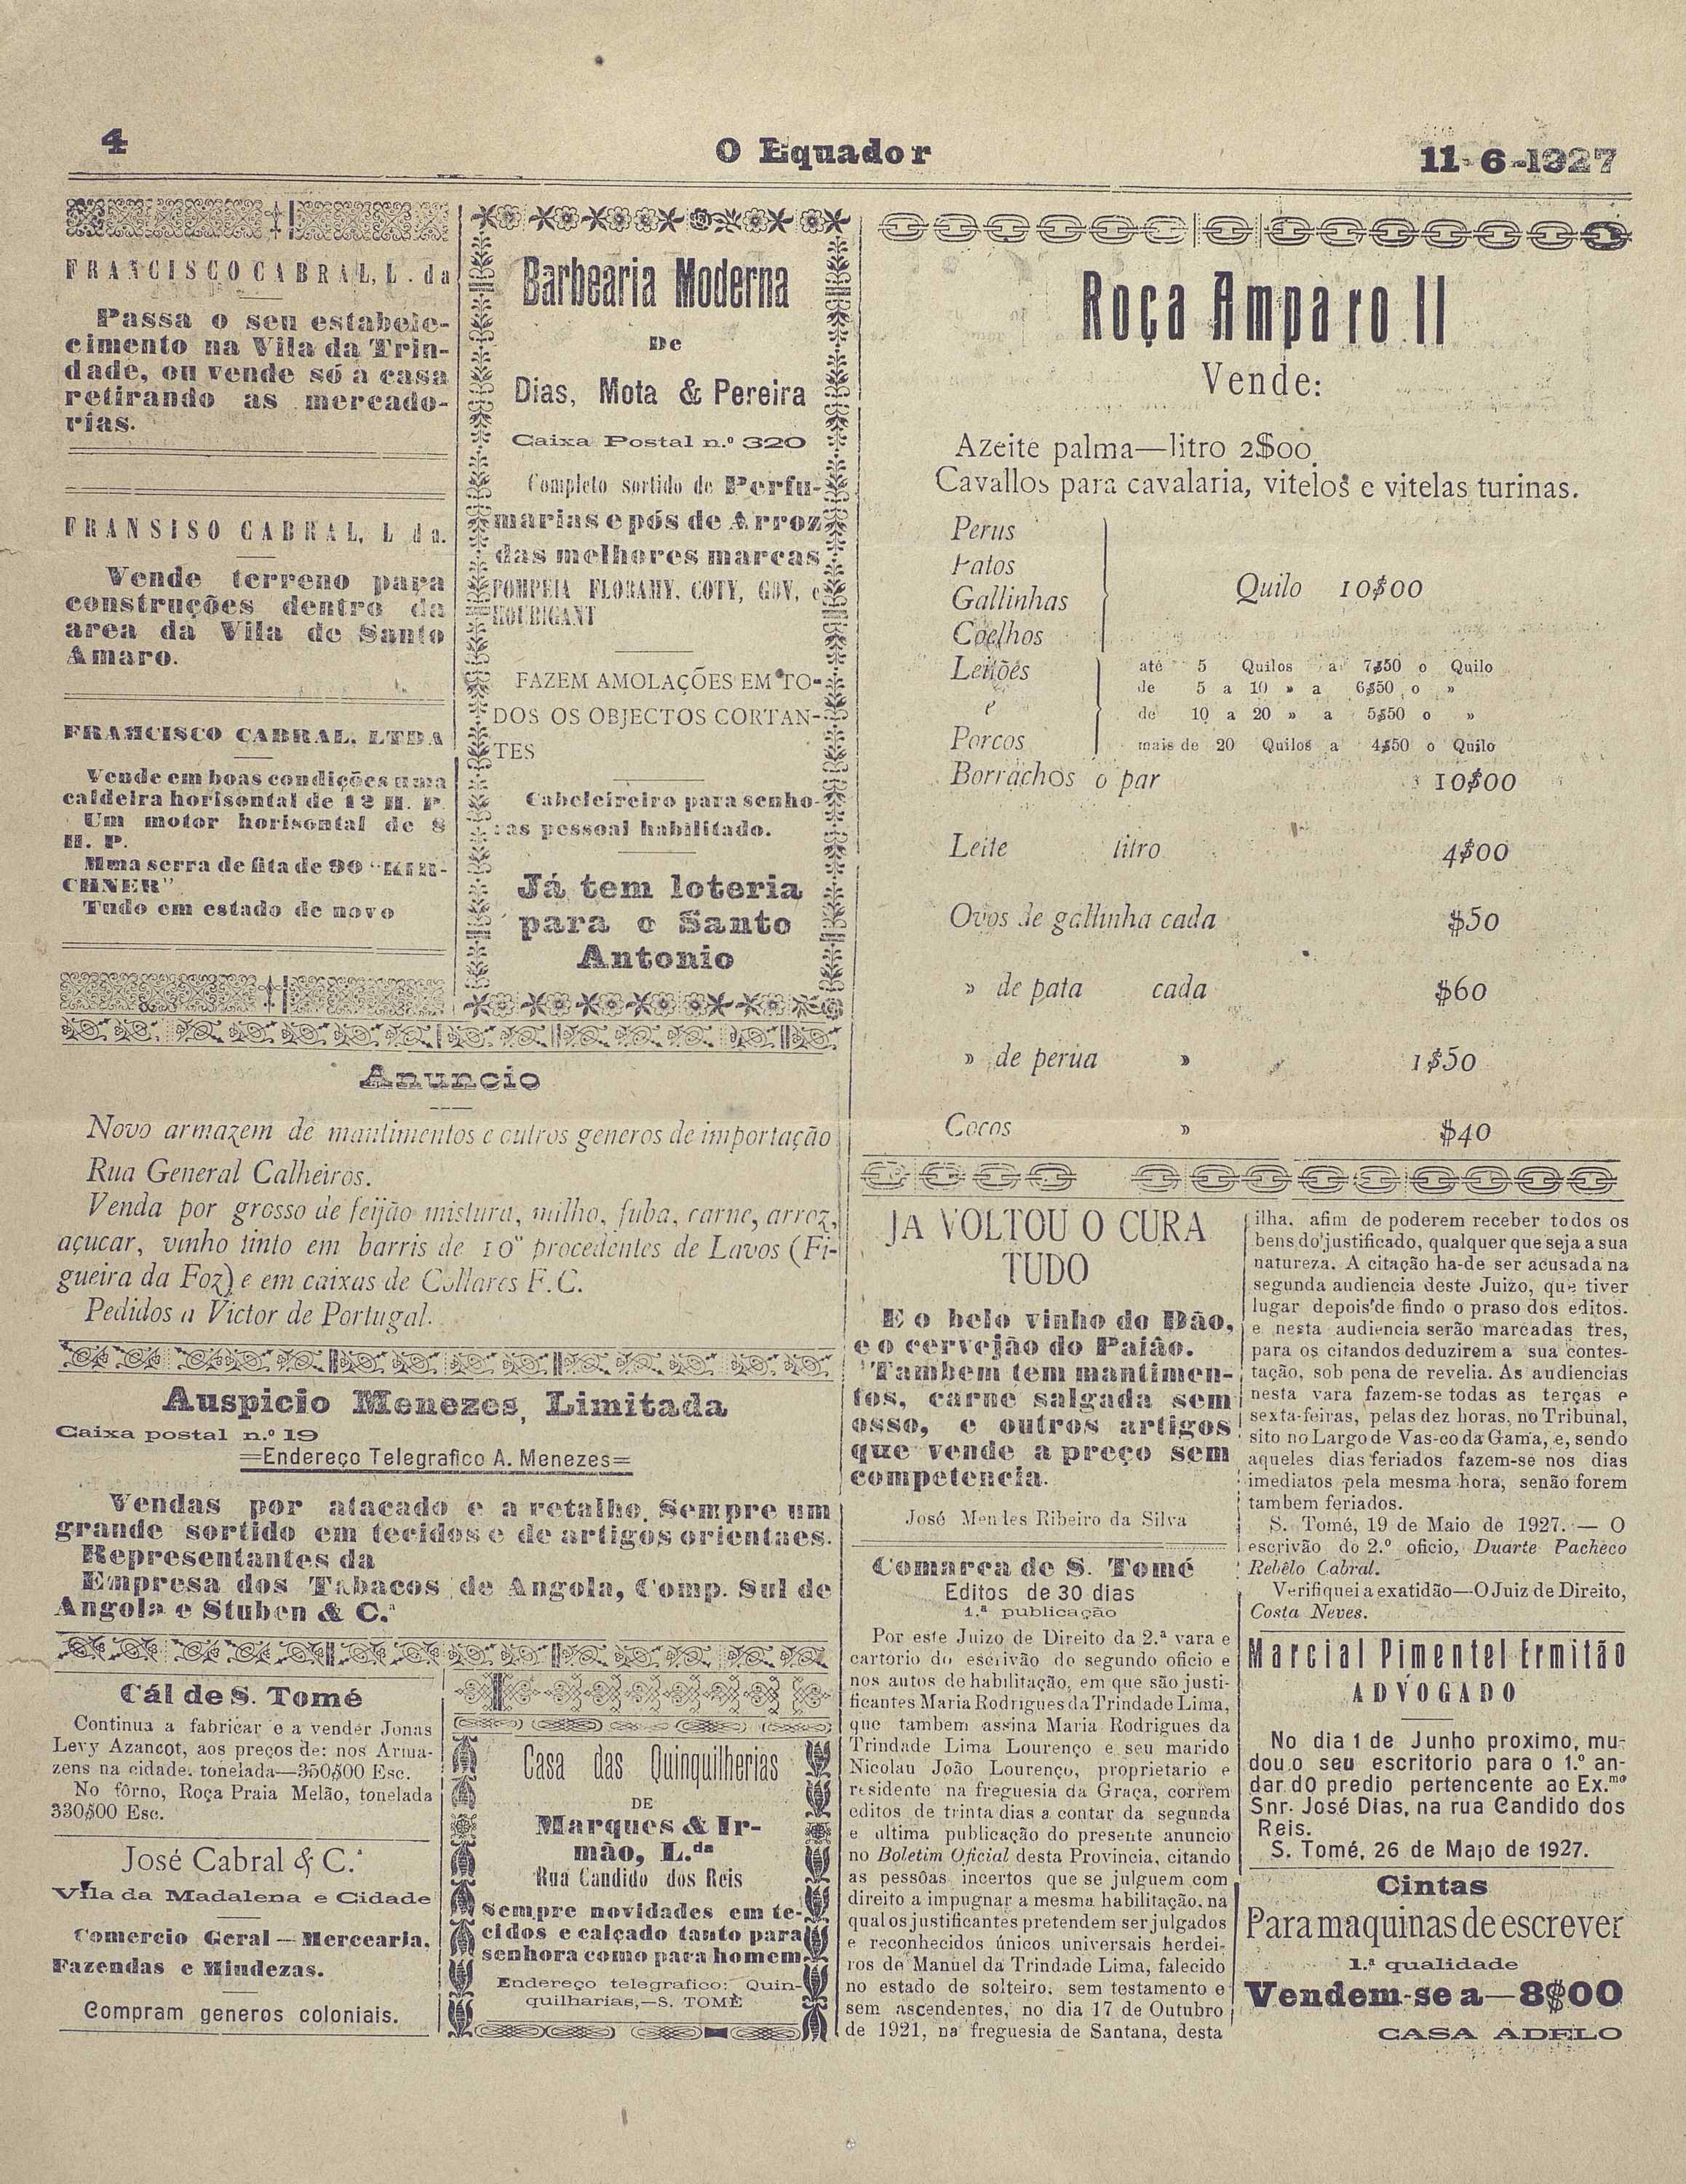 4
O Equador
11-6-1927
FRANCISCO CABRAL, L.da
Passa o seu estabele-
cimento na Vila da Trin-
dade, ou vende só a casa
retirando as mercado-
rias.
FRANSISO CABRAL, L da.
Vende terreno para
construções dentro da
area da Vila de Santo
Amaro.
FRANCISCO CABRAL, LTDA
Vende em boas condições uma
caldeira horisontal de 12 H. P.
Um motor horisontal de 8
H. P.
Mma serra de fita de 90 "KIR-
CHNER"
Tudo em estado de novo
Barbearia Moderna
De
Dias, Mota & Pereira
Caixa Postal n.º 320
Completo sortido de Perfu-
marias e pós de Arroz
das melhores marcas
POMPEIA FLORAMY, COTY, GBV, e
HOUBIGANT
FAZEM AMOLAÇÕES EM TO-
DOS OS OBJECTOS CORTAN-
TES
Cabeleireiro para senho-
ras pessoal habilitado.
Já tem loteria
para o Santo
Antonio
Anuncio
Novo armazem de mantimentos e outros generos de importação
Rua General Calheiros.
Venda por grosso de feijão mistura, milho, fuba, carne, arroz,
açucar, vinho tinto em barris de 10º procedentes de Lavos (Fi-
gueira da Foz) e em caixas de Collares F.C.
Pedidos a Victor de Portugal.
Auspicio Menezes, Limitada
Caixa postal n.º 19
=Endereço Telegrafico A. Menezes=
Vendas por atacado e a retalho. Sempre um
grande sortido em tecidos e de artigos orientaes.
Representantes da
Empresa dos Tabacos de Angola, Comp. Sul de
Angola e Stuben & C.ª
Cál de S. Tomé
Continua a fabricar e a vender Jonas
Levy Azancot, aos preços de: nos Arma-
zens na cidade, tonelada—350$00 Esc.
No fôrno, Roça Praia Melão, tonelada
330$00 Esc.
José Cabral & C.ª
Vila da Madalena e Cidade
Comercio Geral — Mercearia,
Fazendas e Miudezas.
Compram generos coloniais.
Casa das Quinquilherias
DE
Marques & Ir-
mão, L.da
Rua Candido dos Reis
Sempre novidades em te-
cidos e calçado tanto para
senhora como para homem
Endereço telegrafico: Quin-
quilharias,—S. TOMÉ
Roça Amparo II
Vende:
Azeite palma—litro 2$00
Cavallos para cavalaria, vitelos e vitelas turinas.
Perus
Patos
Gallinhas
Coelhos
Quilo 10$00
Leitões
e
Porcos
até 5 Quilos a 7$50 o Quilo
de 5 a 10 » a 6$50 o »
de 10 a 20 » a 5$50 o »
mais de 20 Quilos a 4$50 o Quilo
Borrachos o par 10$00
Leite litro 4$00
Ovos de gallinha cada $50
» de pata cada $60
» de perua » 1$50
Cocos » $40
JA VOLTOU O CURA
TUDO
E o belo vinho do Dão,
e o cervejão do Paião.
Tambem tem mantimen-
tos, carne salgada sem
osso, e outros artigos
que vende a preço sem
competencia.
José Mendes Ribeiro da Silva
Comarca de S. Tomé
Editos de 30 dias
1.ª publicação
Por este Juizo de Direito da 2.ª vara e
cartorio do escrivão do segundo oficio e
nos autos de habilitação, em que são justi-
ficantes Maria Rodrigues da Trindade Lima,
que tambem assina Maria Rodrigues da
Trindade Lima Lourenço e seu marido
Nicolau João Lourenço, proprietario e
residente na freguesia da Graça, correm
editos de trinta dias a contar da segunda
e ultima publicação do presente anuncio
no Boletim Oficial desta Provincia, citando
as pessôas incertos que se julguem com
direito a impugnar a mesma habilitação, na
qual os justificantes pretendem ser julgados
e reconhecidos únicos universais herdei-
ros de Manuel da Trindade Lima, falecido
no estado de solteiro, sem testamento e
sem ascendentes, no dia 17 de Outubro
de 1921, na freguesia de Santana, desta
ilha, afim de poderem receber todos os
bens do justificado, qualquer que seja a sua
natureza. A citação ha-de ser acusada na
segunda audiencia deste Juizo, que tiver
lugar depois de findo o praso dos editos.
e nesta audiencia serão marcadas tres,
para os citandos deduzirem a sua contes-
tação, sob pena de revelia. As audiencias
nesta vara fazem-se todas as terças e
sexta-feiras, pelas dez horas, no Tribunal,
sito no Largo de Vas-co da Gama, e, sendo
aqueles dias feriados fazem-se nos dias
imediatos pela mesma hora, senão forem
tambem feriados.
S. Tomé, 19 de Maio de 1927. — O
escrivão do 2.º oficio, Duarte Pacheco
Rebêlo Cabral.
Verifiquei a exatidão—O Juiz de Direito,
Costa Neves.
Marcial Pimentel Ermitão
ADVOGADO
No dia 1 de Junho proximo, mu-
dou o seu escritorio para o 1.º an-
dar do predio pertencente ao Ex.mo
Snr. José Dias, na rua Candido dos
Reis.
S. Tomé, 26 de Maio de 1927.
Cintas
Para maquinas de escrever
1.ª qualidade
Vendem-se a—8$00
CASA ADELO